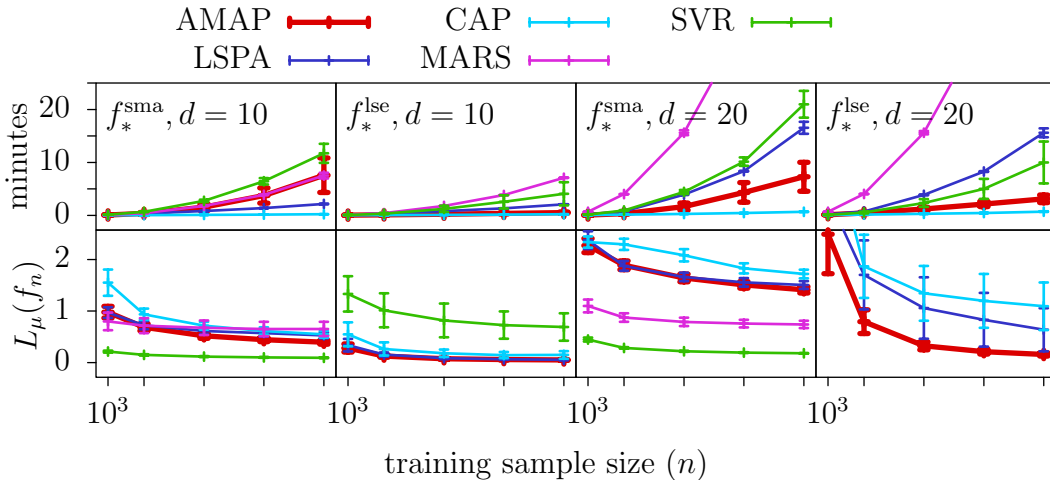 AMAP CAP SVR
LSPA MARS
minutes
20
10
0
f_*^sma, d = 10
f_*^lse, d = 10
f_*^sma, d = 20
f_*^lse, d = 20
L_μ(f_n)
2
1
0
10^3 10^3 10^3 10^3
training sample size (n)